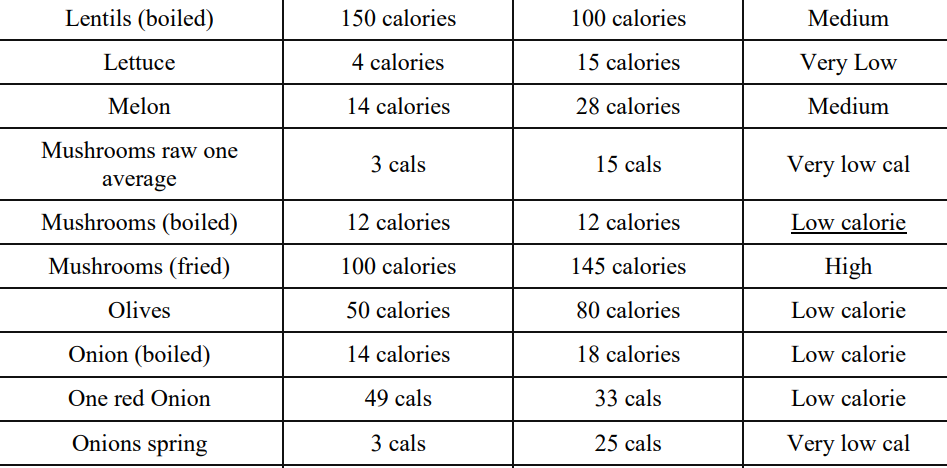 Lentils (boiled) 150 calories 100 calories Medium
Lettuce 4 calories 15 calories Very Low
Melon 14 calories 28 calories Medium
Mushrooms raw one
average 3 cals 15 cals Very low cal
Mushrooms (boiled) 12 calories 12 calories Low calorie
Mushrooms (fried) 100 calories 145 calories High
Olives 50 calories 80 calories Low calorie
Onion (boiled) 14 calories 18 calories Low calorie
One red Onion 49 cals 33 cals Low calorie
Onions spring 3 cals 25 cals Very low cal